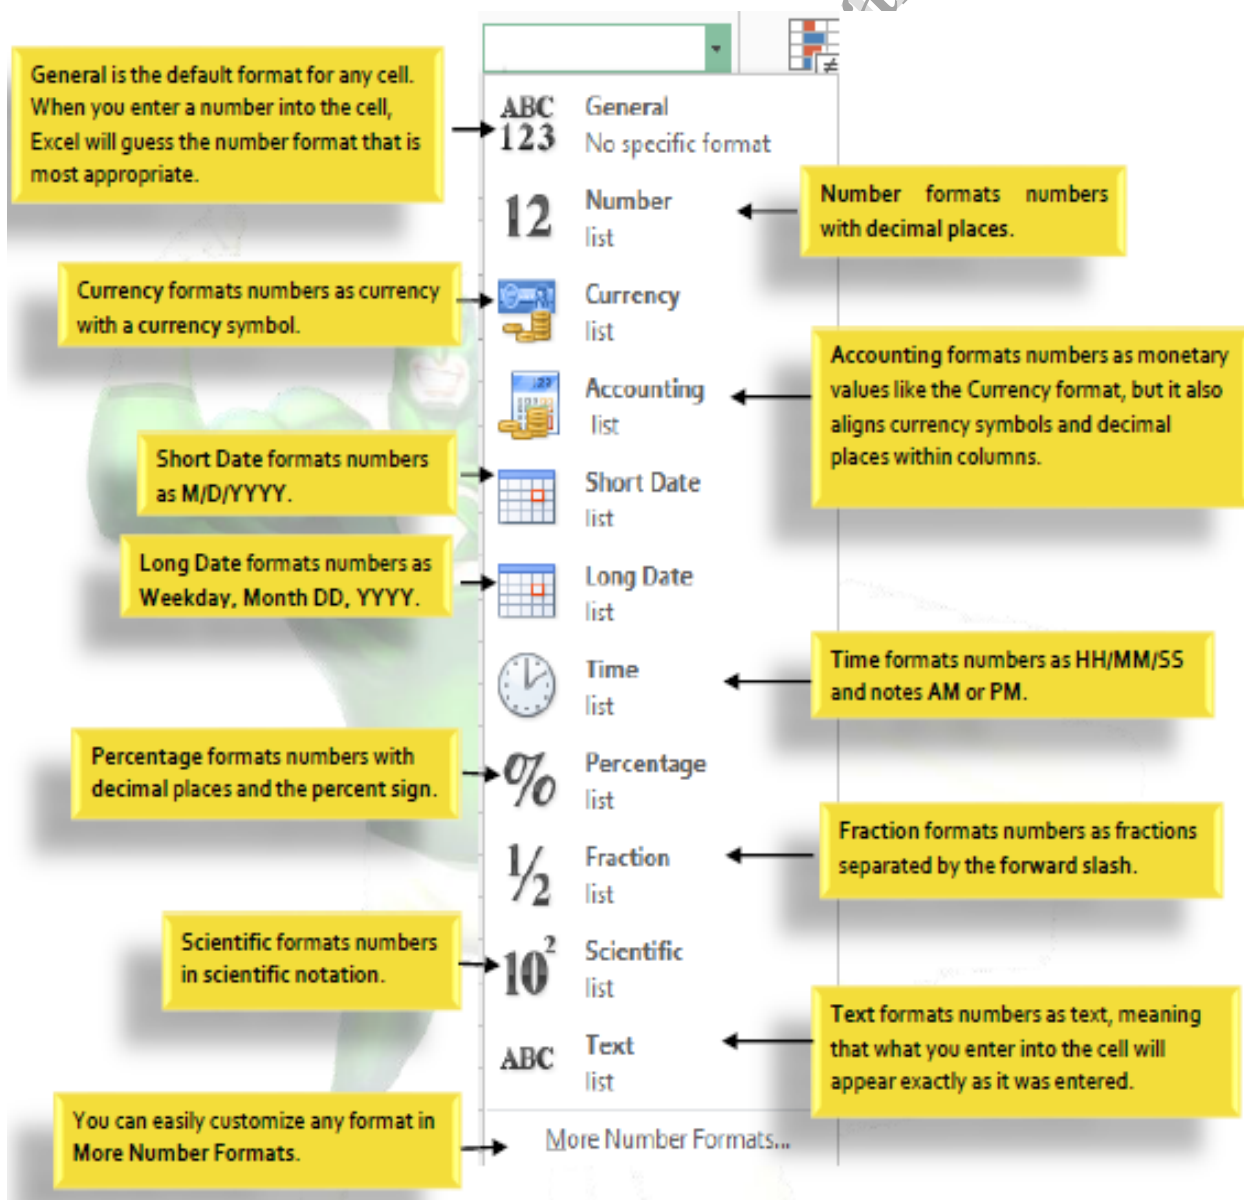 General is the default format for any cell.
When you enter a number into the cell,
Excel will guess the number format that is
most appropriate.
ABC
123
General
No specific format
12
Number
list
Number formats numbers
with decimal places.
Currency formats numbers as currency
with a currency symbol.
Currency
list
Accounting formats numbers as monetary
values like the Currency format, but it also
aligns currency symbols and decimal
places within columns.
Accounting
list
Short Date formats numbers
as M/D/YYYY.
Short Date
list
Long Date formats numbers as
Weekday, Month DD, YYYY.
Long Date
list
Time
list
Time formats numbers as HH/MM/SS
and notes AM or PM.
Percentage formats numbers with
decimal places and the percent sign.
%
Percentage
list
1/2
Fraction
list
Fraction formats numbers as fractions
separated by the forward slash.
Scientific formats numbers
in scientific notation.
10²
Scientific
list
ABC
Text
list
Text formats numbers as text, meaning
that what you enter into the cell will
appear exactly as it was entered.
You can easily customize any format in
More Number Formats.
More Number Formats...